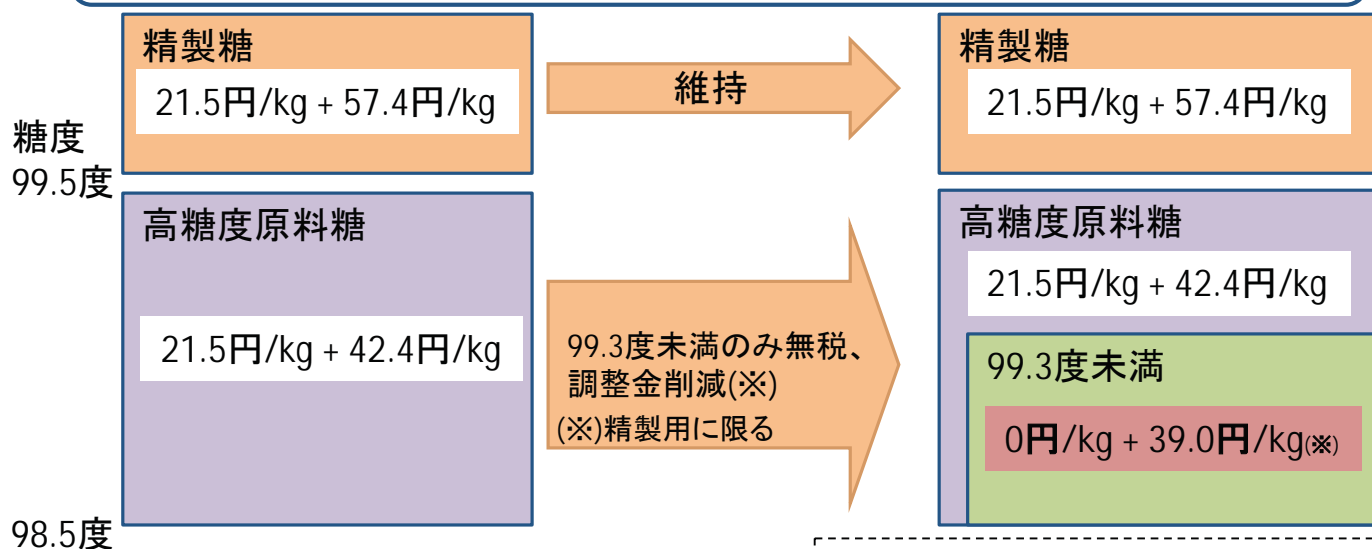 精製糖
21.5円/kg + 57.4円/kg
維持
精製糖
21.5円/kg + 57.4円/kg
糖度
99.5度
高糖度原料糖
21.5円/kg + 42.4円/kg
99.3度未満のみ無税、
調整金削減(※)
(※)精製用に限る
高糖度原料糖
21.5円/kg + 42.4円/kg
99.3度未満
0円/kg + 39.0円/kg(※)
98.5度